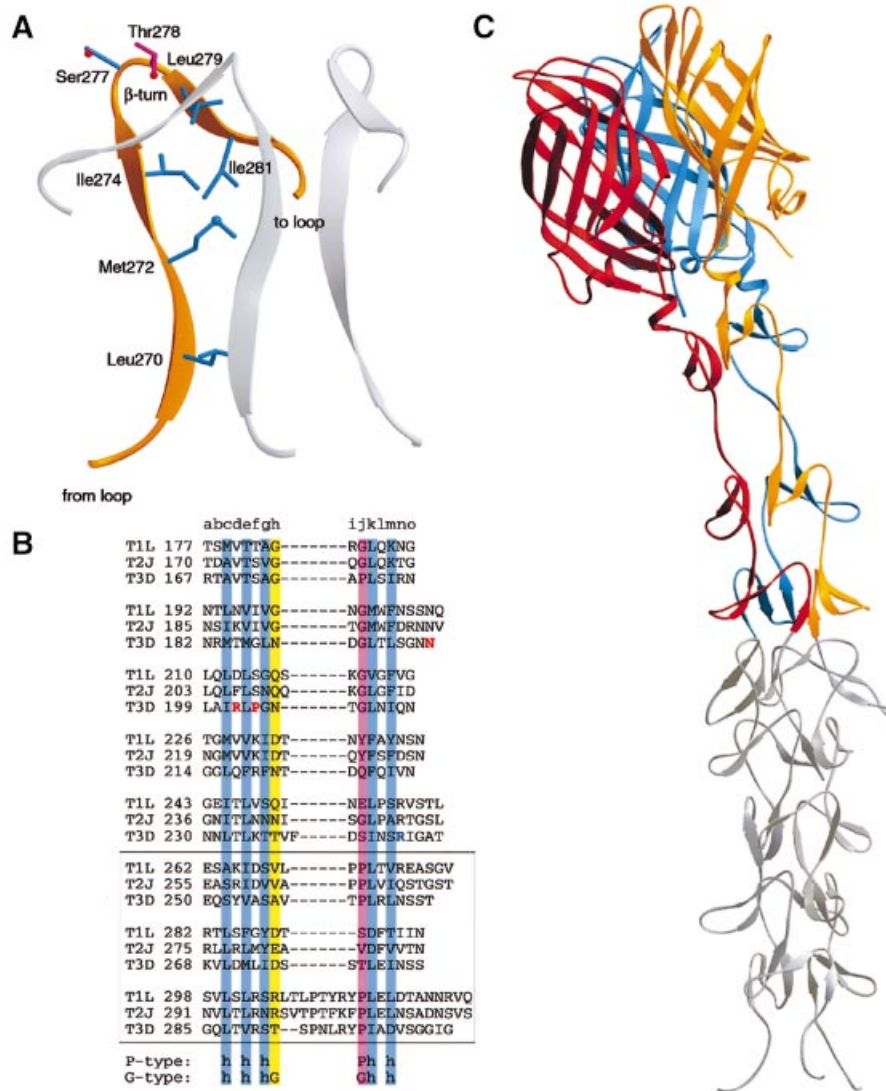 A
Thr278
Leu279
Ser277
β-turn
Ile274
Ile281
to loop
Met272
Leu270
from loop
B
abcdefgh ijklmno
T1L 177 TSMVTTAG-------RGLQKNG
T2J 170 TDAVTSVG-------QGLQKTG
T3D 167 RTAVTSAG-------APLSIRN
T1L 192 NTLNVIVG-------NGMWFNSSNQ
T2J 185 NSIKVIVG-------TGMWFDRNNV
T3D 182 NRMTMGLN-------DGLTLSGNN
T1L 210 LQLDLSGQS------KGVGFVG
T2J 203 LQLFLSNQQ------KGLGFID
T3D 199 LAIRLPGN-------TGLNIQN
T1L 226 TGMVVKIDT------NYFAYNSN
T2J 219 NGMVVKIDT------QYFSFDSN
T3D 214 GGLQFRFNT------DQFQIVN
T1L 243 GEITLVSQI------NELPSRVSTL
T2J 236 GNITLNNNI------SGLPARTGSL
T3D 230 NNLTLKTTVF-----DSINSRIGAT
T1L 262 ESAKIDSVL------PPLTVREASGV
T2J 255 EASRIDVVA------PPLVIQSTGST
T3D 250 EQSYVASAV------TPLRLNSST
T1L 282 RTLSFGYDT------SDFTIIN
T2J 275 RLLRLMYEA------VDFVVTN
T3D 268 KVLDMLIDS------STLEINSS
T1L 298 SVLSLRSRLTLPTYRYPLELDTANNRVQ
T2J 291 NVLTLRNRSVTPTFKFPLELNSADNSVS
T3D 285 GQLTVRST--SPNLRYPIADVSGGIG
P-type: h h h Ph h
G-type: h h hG Gh h
C